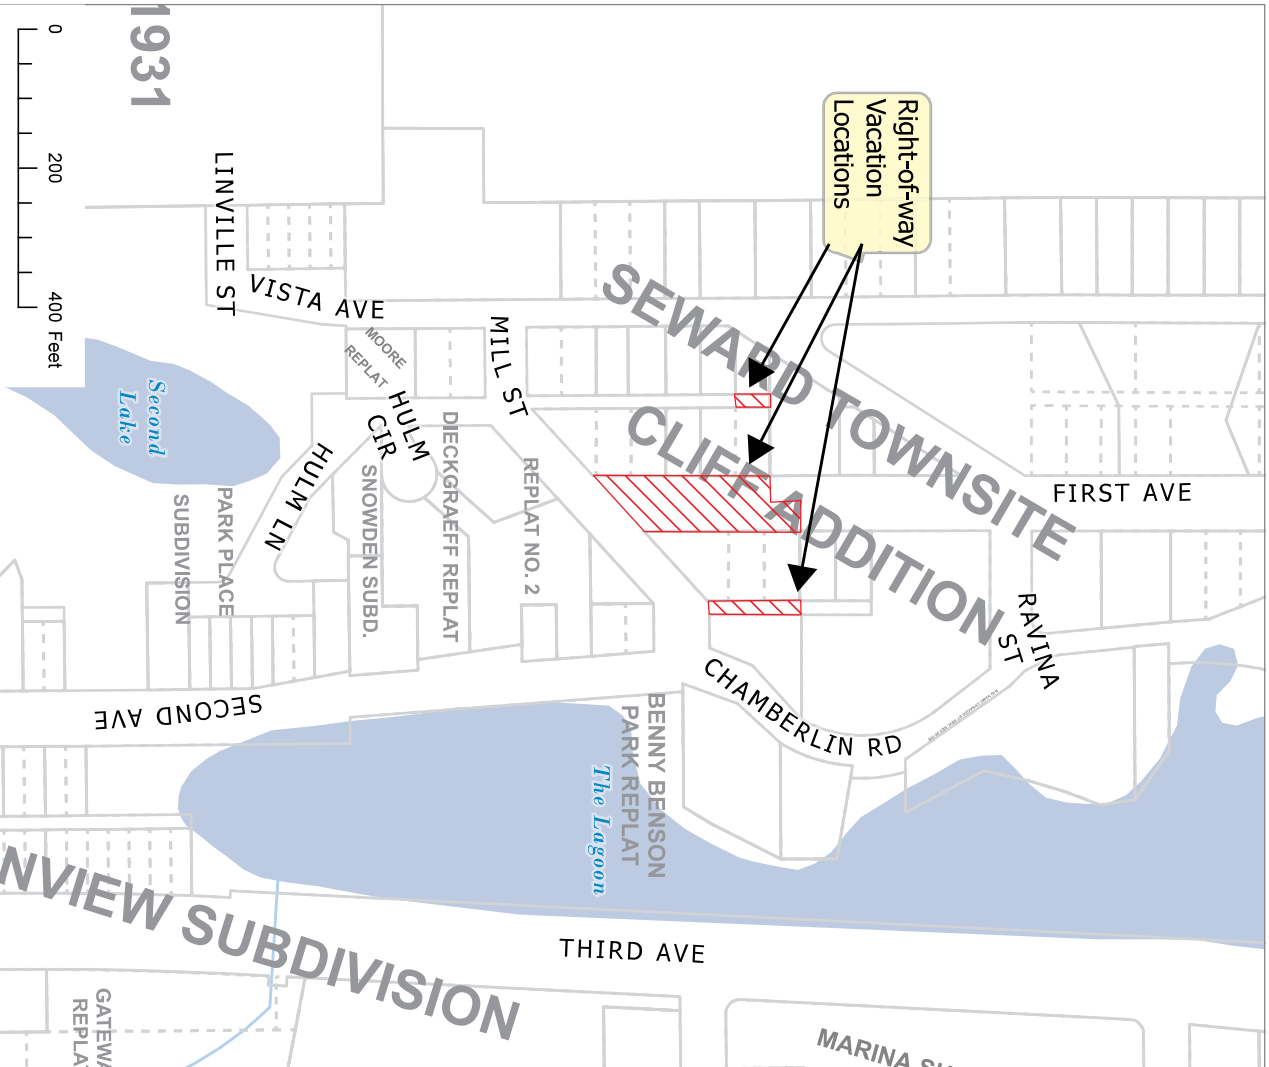 1931
0
200
400 Feet
Right-of-way
Vacation
Locations
LINVILLE ST
VISTA AVE
MILL ST
MOORE
REPLAT
HULM
CIR
HULM LN
SEWARD TOWNSITE
CLIFF ADDITION
FIRST AVE
Second
Lake
PARK PLACE
SUBDIVISION
SNOWDEN SUBD.
DIECKGRAEFF REPLAT
REPLAT NO. 2
RAVINA
ST
CHAMBERLIN RD
SECOND AVE
BENNY BENSON
PARK REPLAT
The Lagoon
NVIEW SUBDIVISION
THIRD AVE
GATEWA
REPLA
MARINA